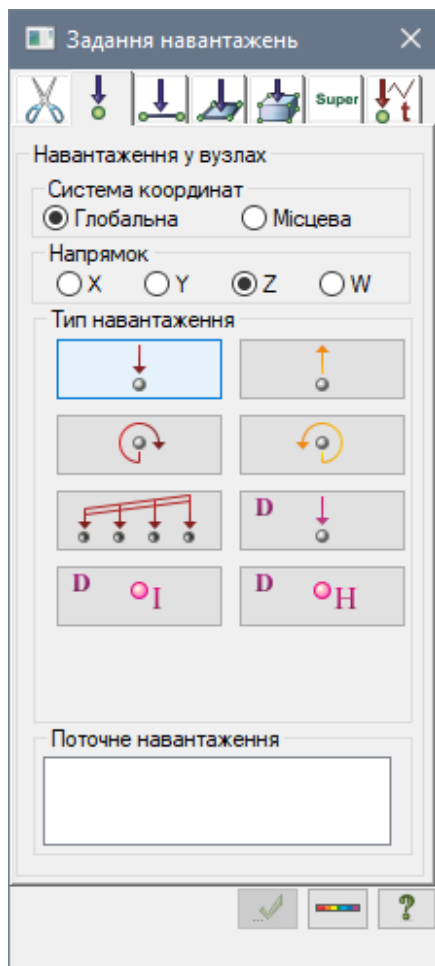 Задання навантажень
Super
t
Навантаження у вузлах
Система координат
Глобальна Місцева
Напрямок
X Y Z W
Тип навантаження
D
D I D H
Поточне навантаження
?